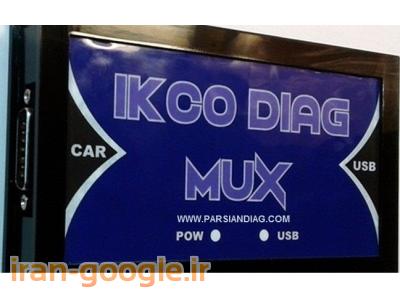 IKCO DIAG
CAR
USB
MUX
WWW.PARSIANDIAG.COM
POW
USB
iran-google.ir